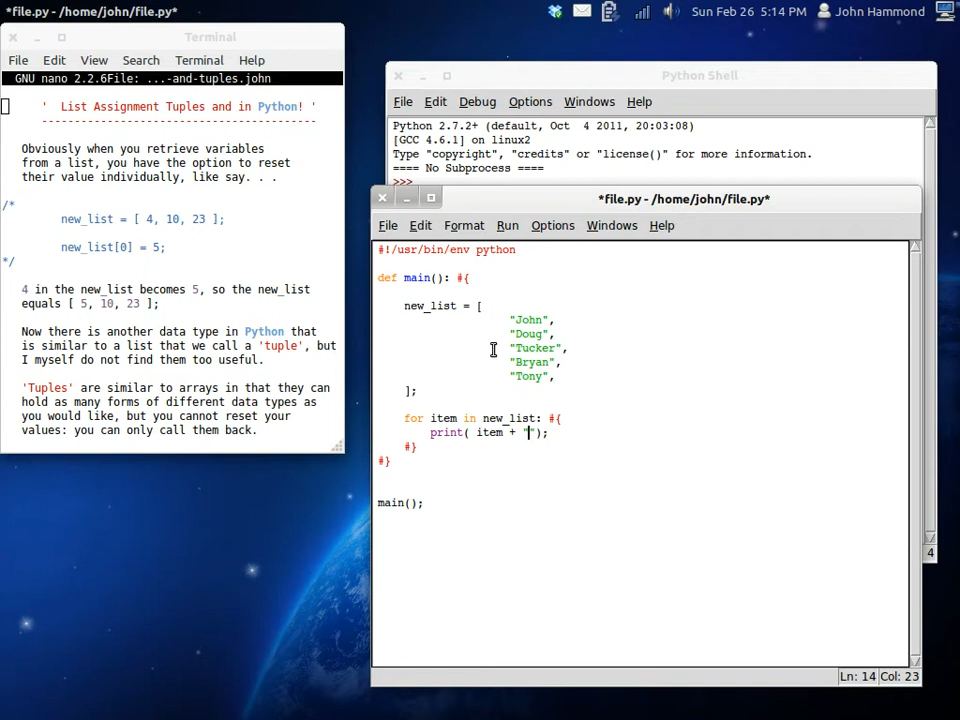 *file.py - /home/john/file.py*
Sun Feb 26 5:14 PM
John Hammond
Terminal
File Edit View Search Terminal Help
GNU nano 2.2.6File: ...-and-tuples.john
'  List Assignment Tuples and in Python! '
-----------------------------------------
Obviously when you retrieve variables
from a list, you have the option to reset
their value individually, like say. . .
/*
new_list = [ 4, 10, 23 ];
new_list[0] = 5;
*/
4 in the new_list becomes 5, so the new_list
equals [ 5, 10, 23 ];
Now there is another data type in Python that
is similar to a list that we call a 'tuple', but
I myself do not find them too useful.
'Tuples' are similar to arrays in that they can
hold as many forms of different data types as
you would like, but you cannot reset your
values: you can only call them back.
Python Shell
File Edit Debug Options Windows Help
Python 2.7.2+ (default, Oct  4 2011, 20:03:08)
[GCC 4.6.1] on linux2
Type "copyright", "credits" or "license()" for more information.
==== No Subprocess ====
>>>
4
*file.py - /home/john/file.py*
File Edit Format Run Options Windows Help
#!/usr/bin/env python
def main(): #{
new_list = [
"John",
"Doug",
"Tucker",
"Bryan",
"Tony",
];
for item in new_list: #{
print( item + "");
#}
#}
main();
Ln: 14 Col: 23